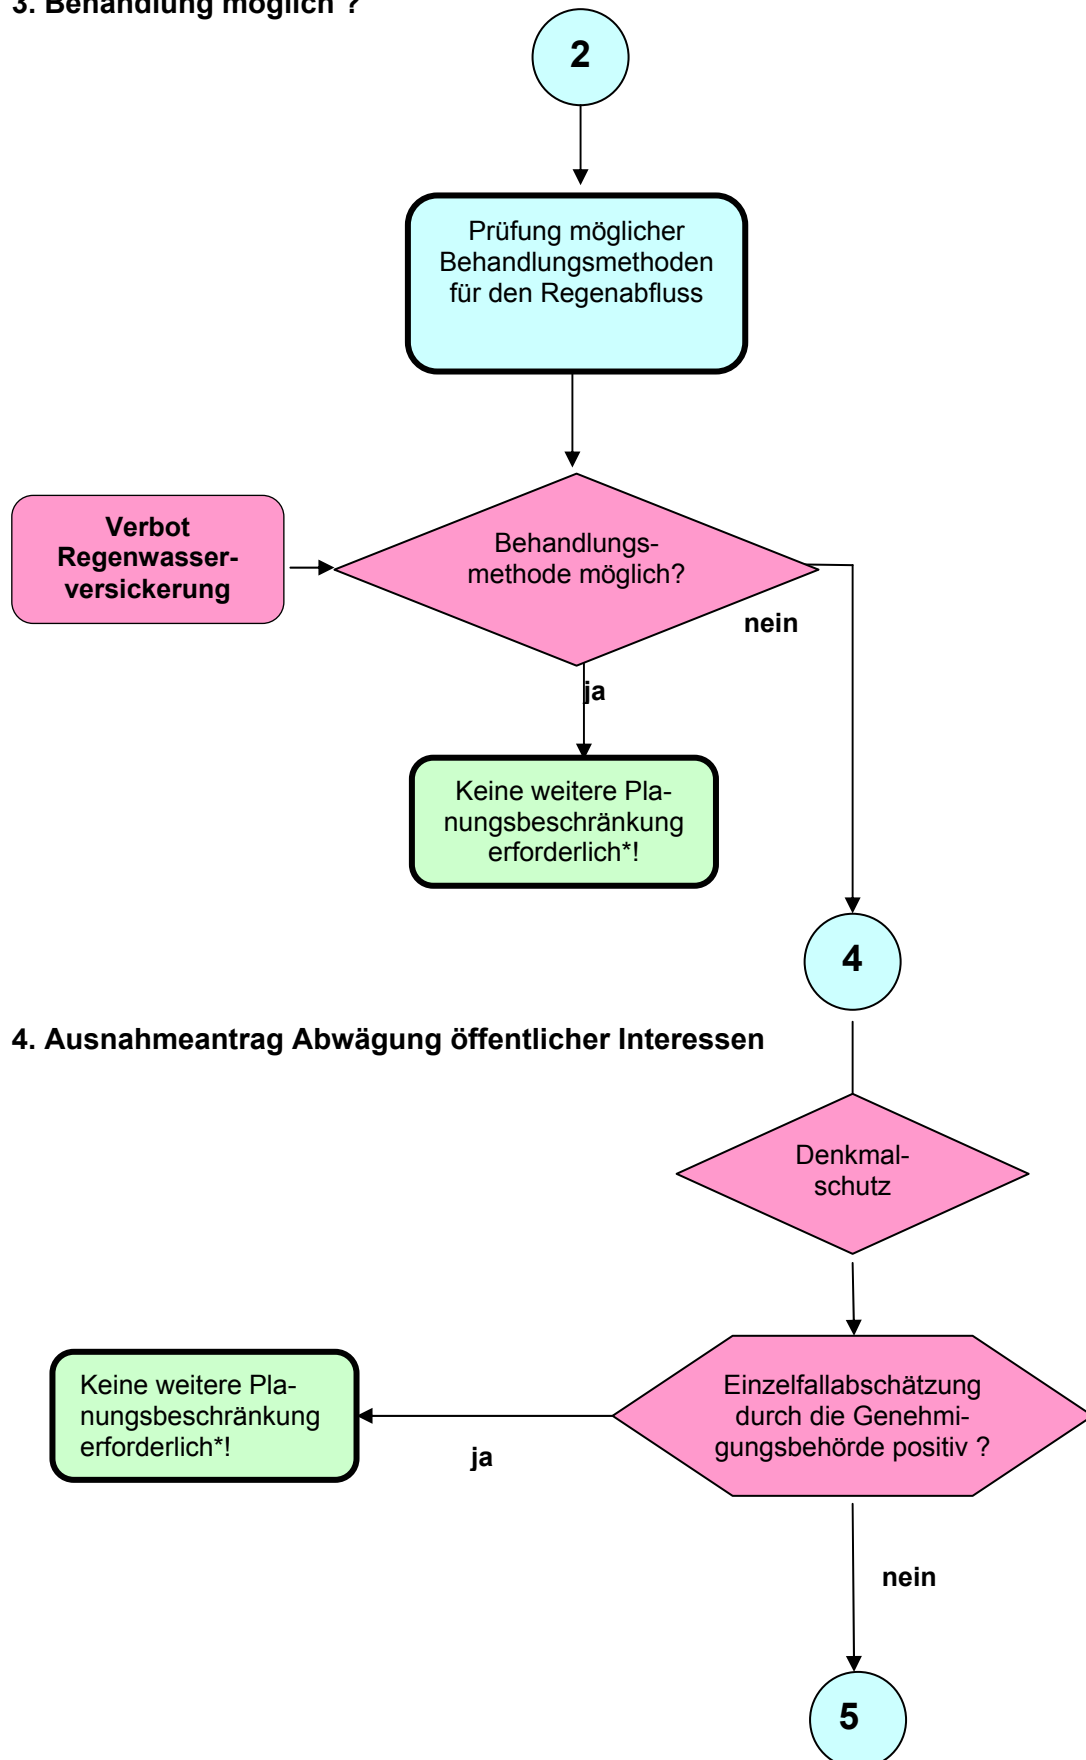 3. Behandlung möglich ?
2
Prüfung möglicher
Behandlungsmethoden
für den Regenabfluss
Verbot
Regenwasser-
versickerung
Behandlungs-
methode möglich?
nein
ja
Keine weitere Pla-
nungsbeschränkung
erforderlich*!
4
4. Ausnahmeantrag Abwägung öffentlicher Interessen
Denkmal-
schutz
Einzelfallabschätzung
durch die Genehmi-
gungsbehörde positiv ?
Keine weitere Pla-
nungsbeschränkung
erforderlich*!
ja
nein
5